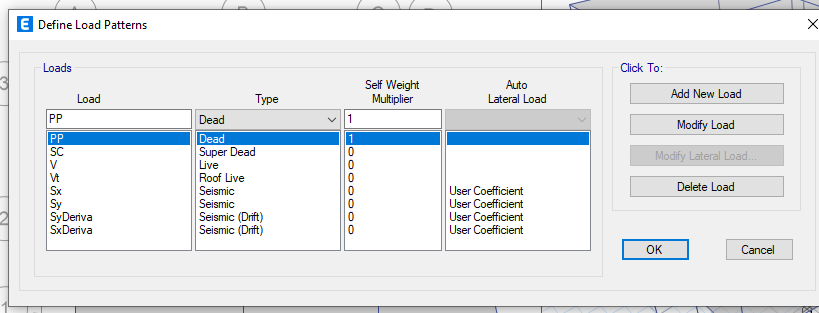 A B C D
E Define Load Patterns
Loads
Click To:
Load Type Self Weight Multiplier Auto Lateral Load
PP Dead 1
PP Dead 1
SC Super Dead 0
V Live 0
Vt Roof Live 0
Sx Seismic 0 User Coefficient
Sy Seismic 0 User Coefficient
SyDeriva Seismic (Drift) 0 User Coefficient
SxDeriva Seismic (Drift) 0 User Coefficient
Add New Load
Modify Load
Modify Lateral Load...
Delete Load
OK Cancel
3
2
1